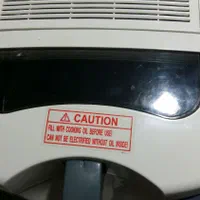 ⚠ CAUTION
FILL WITH COOKING OIL BEFORE USE!
CAN NOT BE ELECTRIFIED WITHOUT OIL INSIDE!